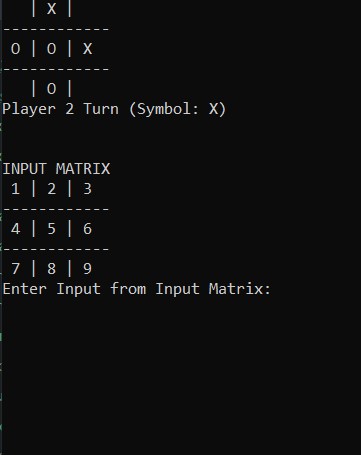 | X |
------------
O | O | X
------------
  | O |
Player 2 Turn (Symbol: X)
INPUT MATRIX
1 | 2 | 3
------------
4 | 5 | 6
------------
7 | 8 | 9
Enter Input from Input Matrix: